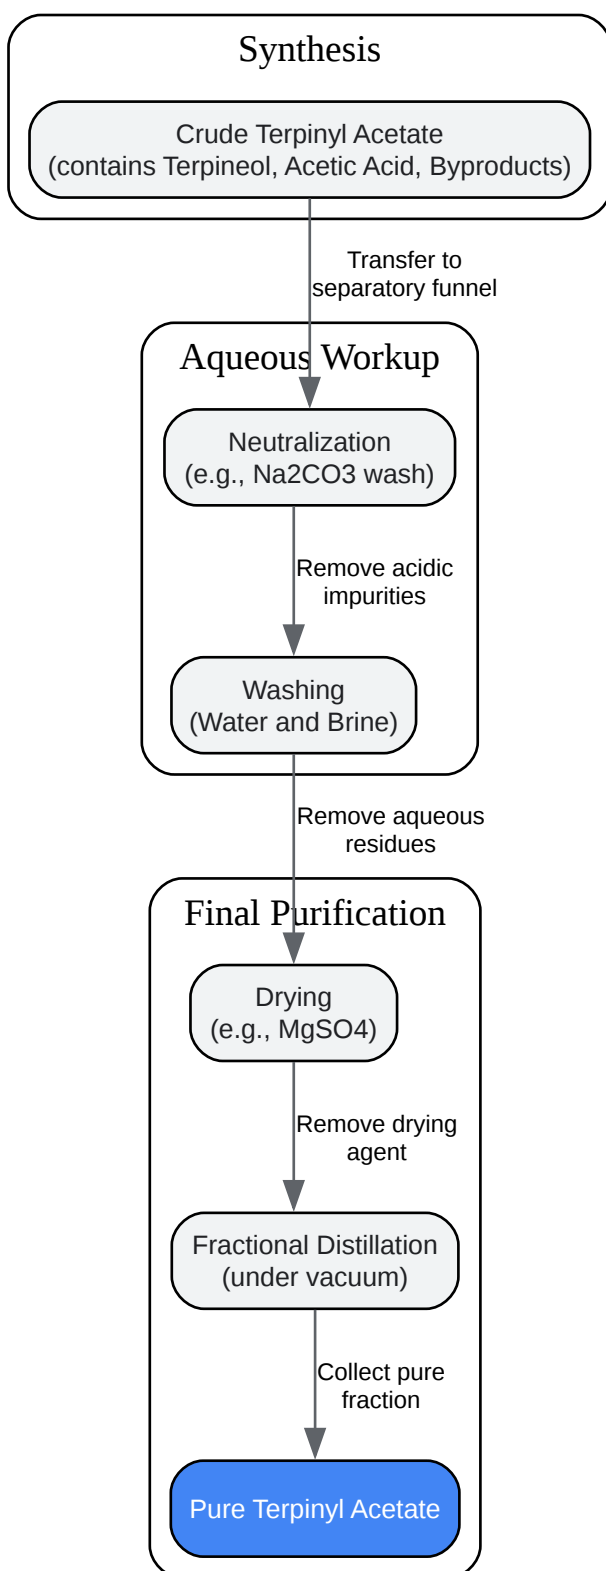 Synthesis
Crude Terpinyl Acetate
(contains Terpineol, Acetic Acid, Byproducts)
Transfer to
separatory funnel
Aqueous Workup
Neutralization
(e.g., Na2CO3 wash)
Remove acidic
impurities
Washing
(Water and Brine)
Remove aqueous
residues
Final Purification
Drying
(e.g., MgSO4)
Remove drying
agent
Fractional Distillation
(under vacuum)
Collect pure
fraction
Pure Terpinyl Acetate